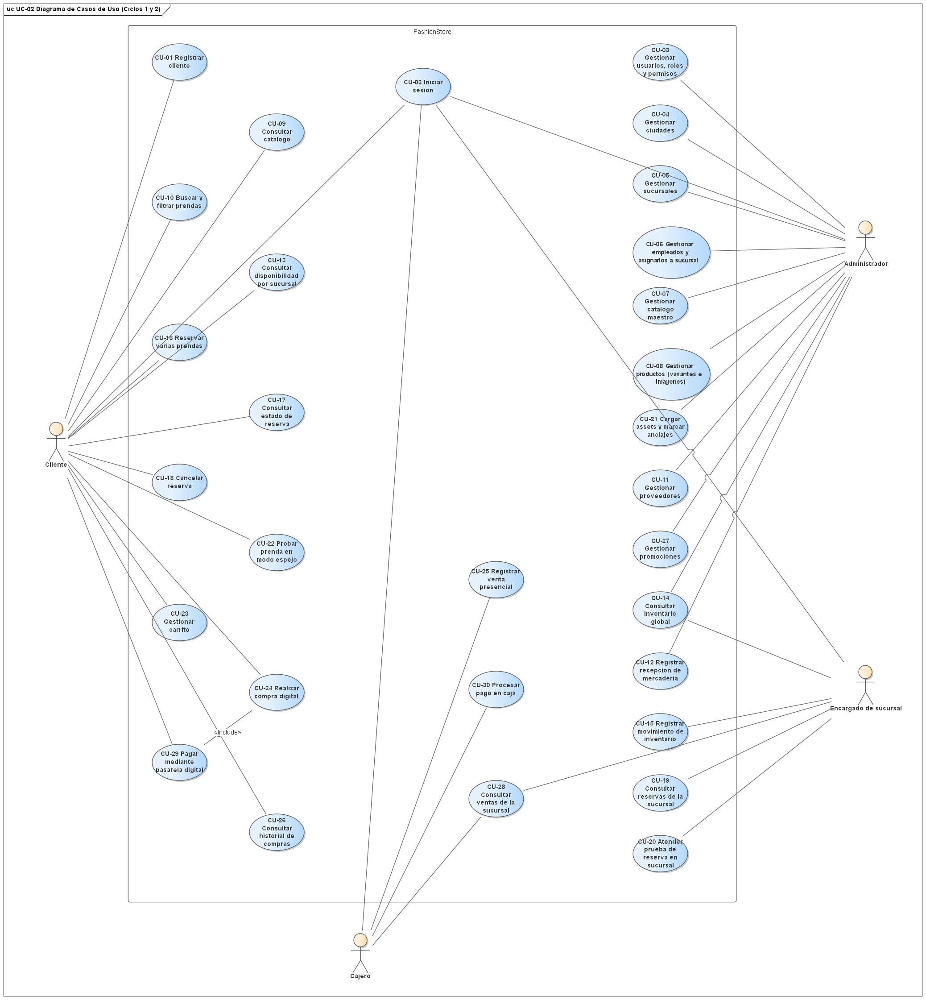 uc UC-02 Diagrama de Casos de Uso (Ciclos 1 y 2)
FashionStore
CU-01 Registrar
cliente
CU-02 Iniciar
sesion
CU-03
Gestionar
usuarios, roles
y permisos
CU-09
Consultar
catalogo
CU-04
Gestionar
ciudades
CU-10 Buscar y
filtrar prendas
CU-05
Gestionar
sucursales
CU-06 Gestionar
empleados y
asignarlos a sucursal
Administrador
CU-13
Consultar
disponibilidad
por sucursal
CU-07
Gestionar
catalogo
maestro
CU-16 Reservar
varias prendas
CU-08 Gestionar
productos (variantes e
imagenes)
CU-17
Consultar
estado de
reserva
CU-21 Cargar
assets y marcar
anclajes
Cliente
CU-18 Cancelar
reserva
CU-11
Gestionar
proveedores
CU-22 Probar
prenda en
modo espejo
CU-27
Gestionar
promociones
CU-25 Registrar
venta
presencial
CU-14
Consultar
inventario
global
CU-23
Gestionar
carrito
CU-12 Registrar
recepcion de
mercaderia
CU-24 Realizar
compra digital
CU-30 Procesar
pago en caja
Encargado de sucursal
«Include»
CU-15 Registrar
movimiento de
inventario
CU-29 Pagar
mediante
pasarela digital
CU-28
Consultar
ventas de la
sucursal
CU-19
Consultar
reservas de la
sucursal
CU-26
Consultar
historial de
compras
CU-20 Atender
prueba de
reserva en
sucursal
Cajero